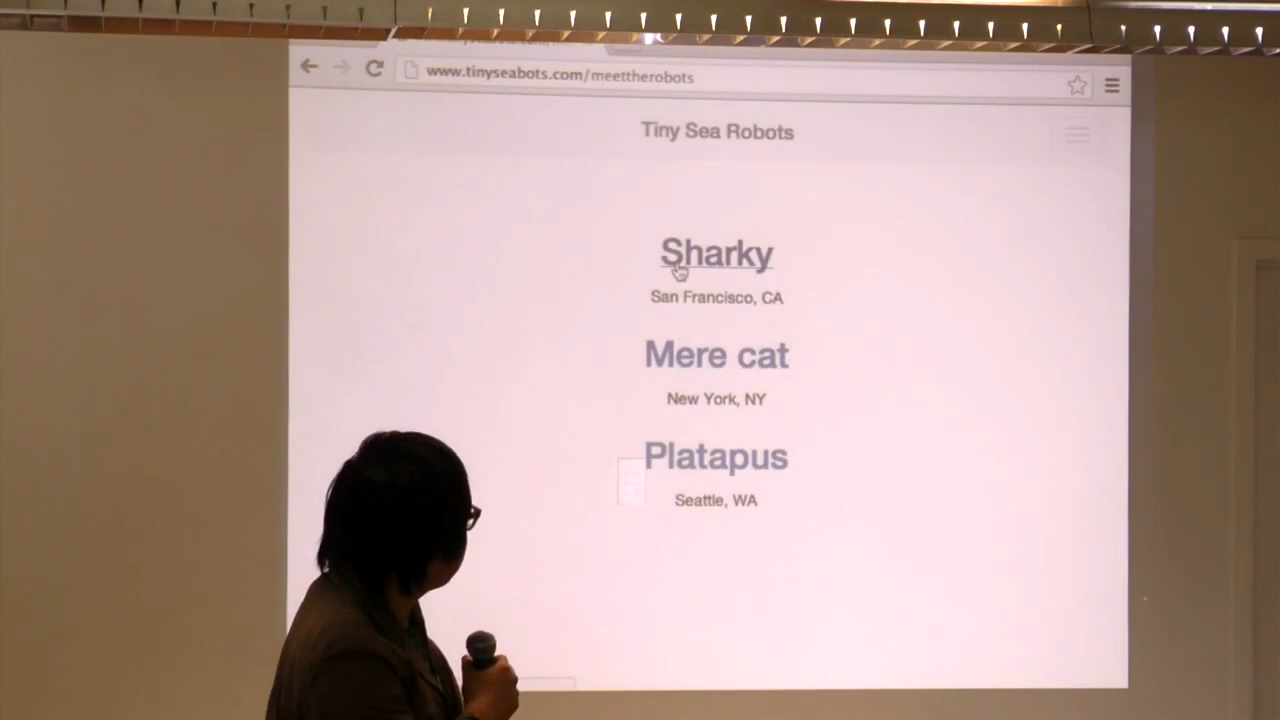 www.tinyseabots.com/meettherobots
Tiny Sea Robots
Sharky
San Francisco, CA
Mere cat
New York, NY
Platapus
Seattle, WA